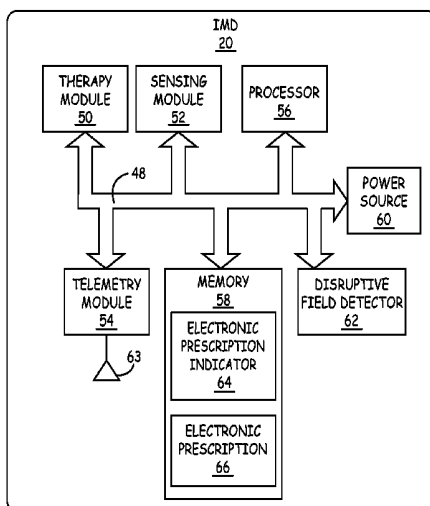 IMD
20
THERAPY
MODULE
50
SENSING
MODULE
52
PROCESSOR
56
48
POWER
SOURCE
60
TELEMETRY
MODULE
54
63
MEMORY
58
ELECTRONIC
PRESCRIPTION
INDICATOR
64
ELECTRONIC
PRESCRIPTION
66
DISRUPTIVE
FIELD DETECTOR
62